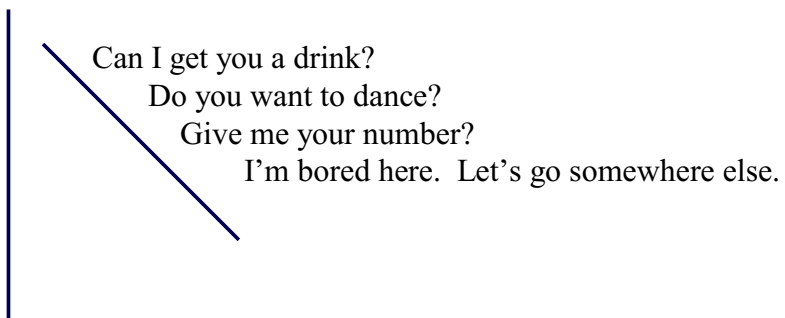 Can I get you a drink?
Do you want to dance?
Give me your number?
I’m bored here.  Let’s go somewhere else.